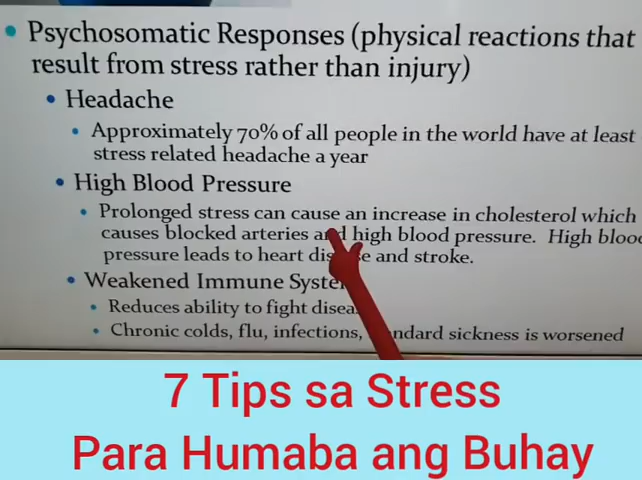 Psychosomatic Responses (physical reactions that
result from stress rather than injury)
Headache
Approximately 70% of all people in the world have at least
stress related headache a year
High Blood Pressure
Prolonged stress can cause an increase in cholesterol which
causes blocked arteries and high blood pressure. High blood
pressure leads to heart and stroke.
Weakened Immune
Reduces ability to fight
Chronic colds, flu, infections, sickness is worsened
7 Tips sa Stress
Para Humaba ang Buhay